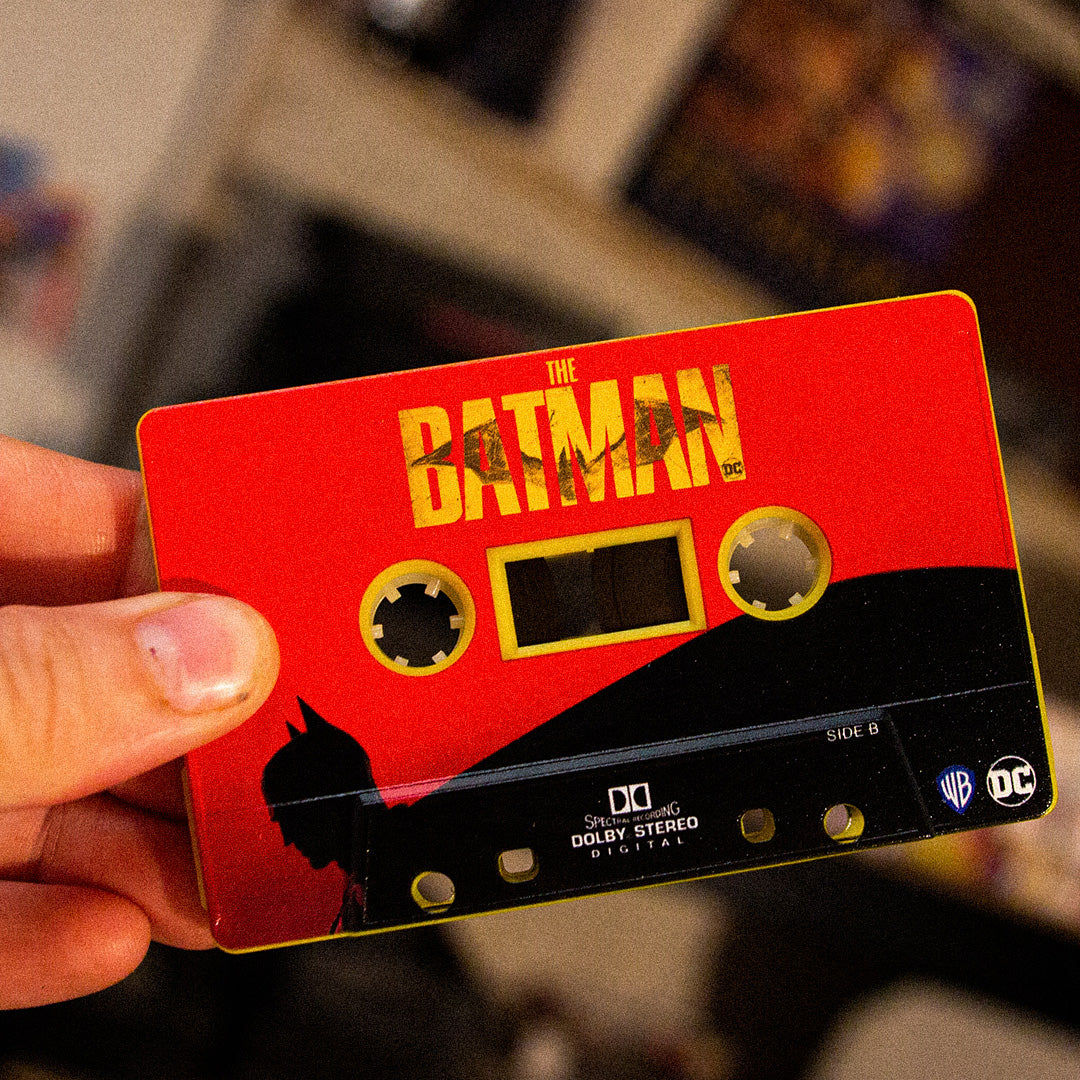 THE
BATMAN
DC
SIDE B
SPECTRAL RECORDING
DOLBY STEREO
DIGITAL
WB
DC